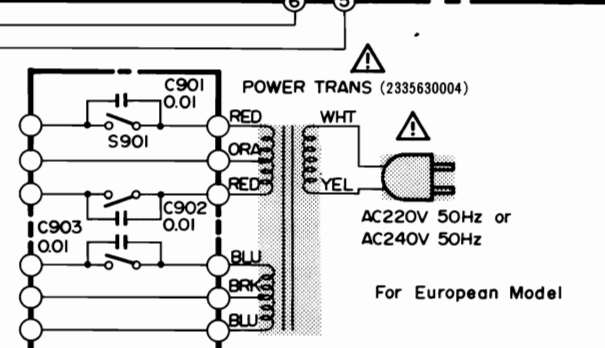 6 5
C901
0.01
POWER TRANS (2335630004)
RED
WHT
S901
ORA
RED
YEL
C902
0.01
C903
0.01
AC220V 50Hz or
AC240V 50Hz
BLU
BRK
BLU
For European Model